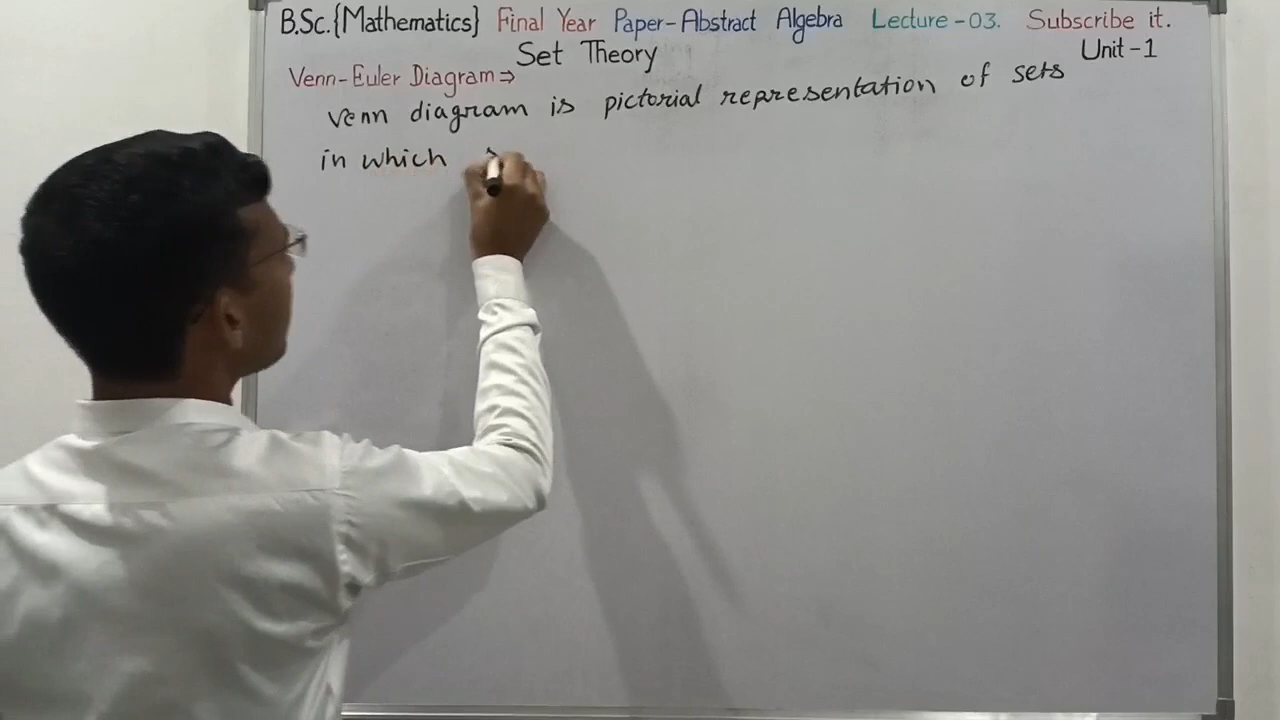 B.Sc.{Mathematics} Final Year Paper-Abstract Algebra Lecture-03. Subscribe it.
Set Theory Unit-1
Venn-Euler Diagram⇒
Venn diagram is pictorial representation of sets
in which